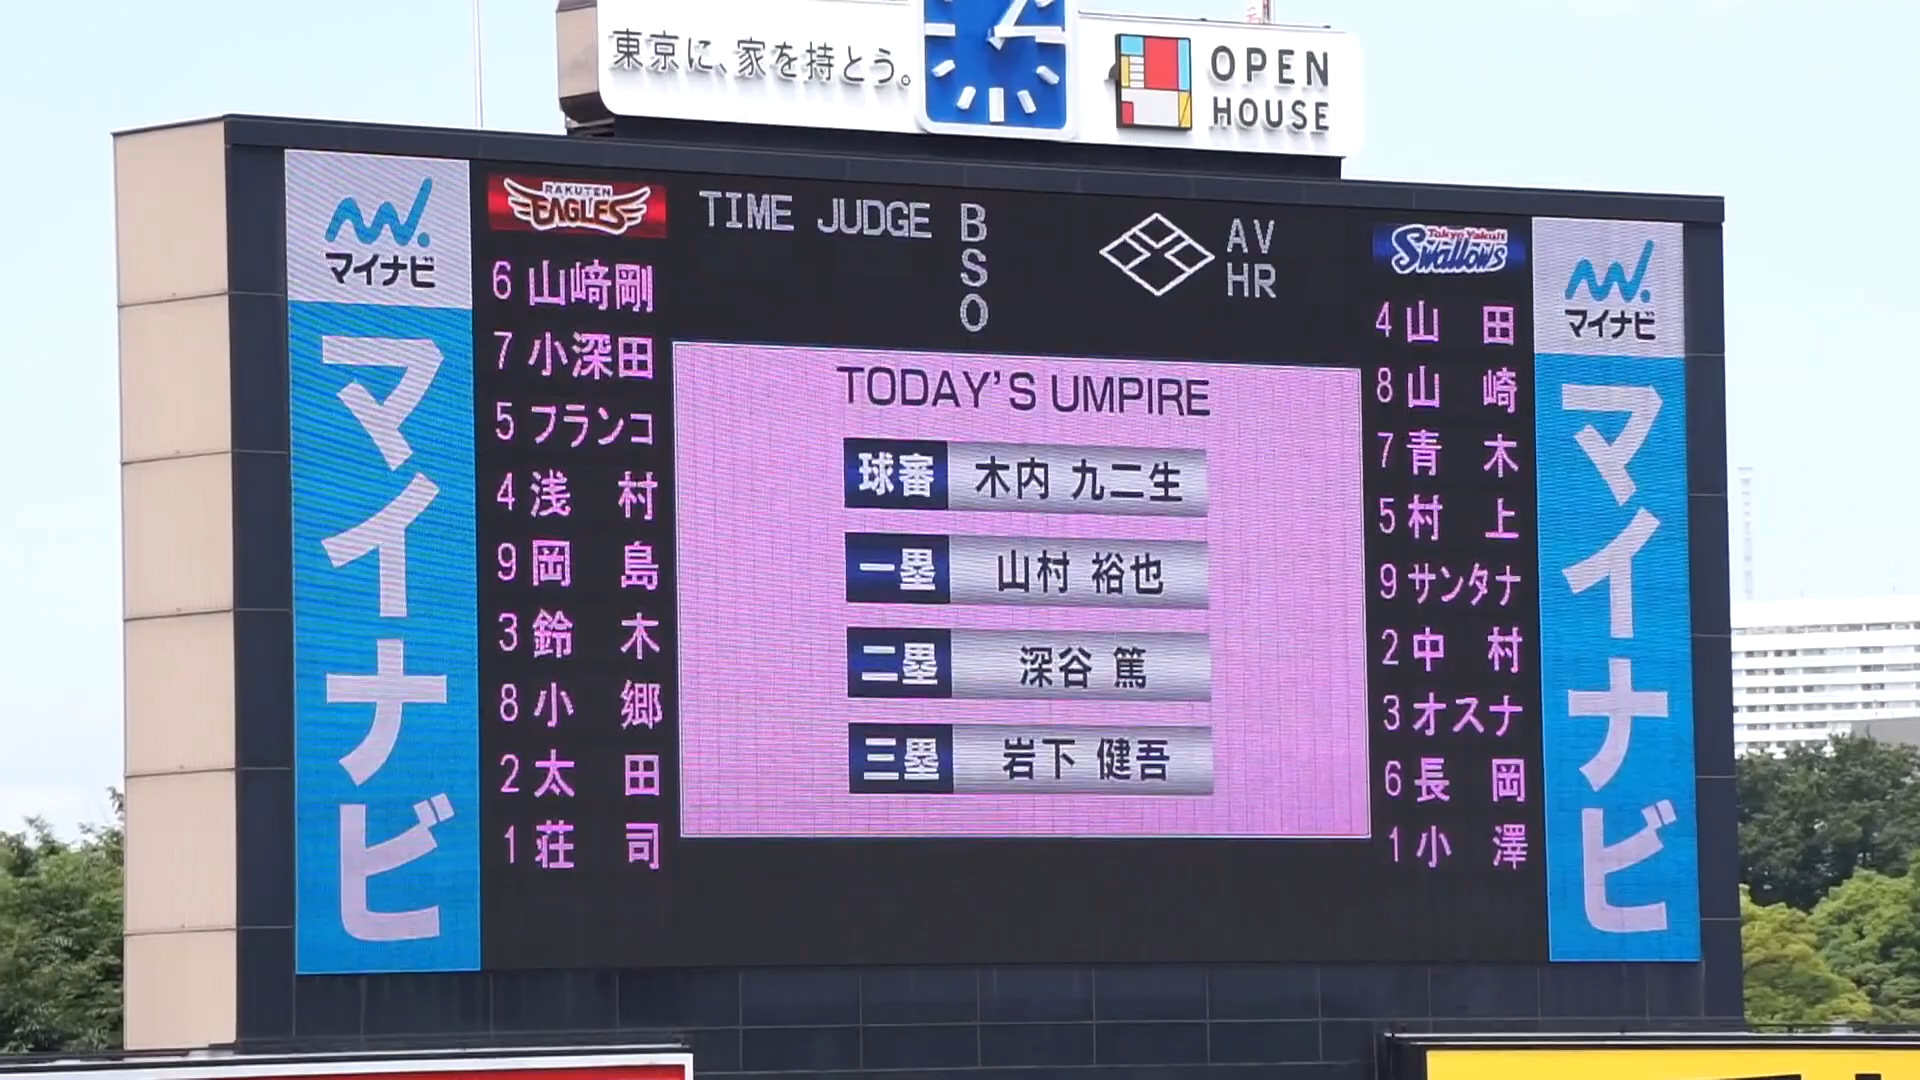 東京に、家を持とう。
OPEN
HOUSE
マイナビ
マイナビ
RAKUTEN
EAGLES
6 山﨑剛
7 小深田
5 フランコ
4 浅 村
9 岡 島
3 鈴 木
8 小 郷
2 太 田
1 荘 司
TIME JUDGE
B
S
O
AV
HR
TODAY'S UMPIRE
球審 木内 九二生
一塁 山村 裕也
二塁 深谷 篤
三塁 岩下 健吾
Tokyo Yakult
Swallows
4 山 田
8 山 崎
7 青 木
5 村 上
9 サンタナ
2 中 村
3 オスナ
6 長 岡
1 小 澤
マイナビ
マイナビ